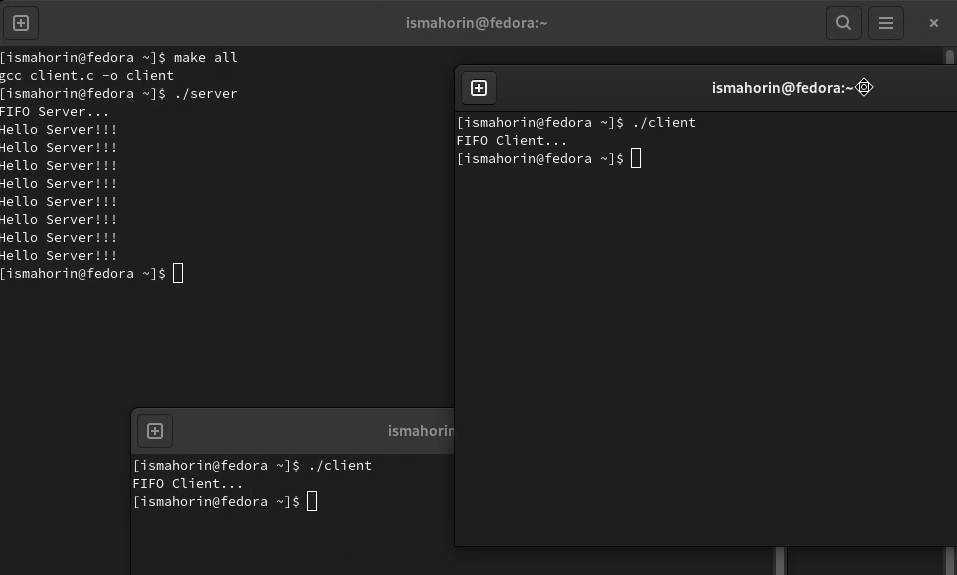 ismahorin@fedora:~
[ismahorin@fedora ~]$ make all
gcc client.c -o client
[ismahorin@fedora ~]$ ./server
FIFO Server...
Hello Server!!!
Hello Server!!!
Hello Server!!!
Hello Server!!!
Hello Server!!!
Hello Server!!!
Hello Server!!!
Hello Server!!!
[ismahorin@fedora ~]$
ismahorin@fedora:~
[ismahorin@fedora ~]$ ./client
FIFO Client...
[ismahorin@fedora ~]$
ismahorin
[ismahorin@fedora ~]$ ./client
FIFO Client...
[ismahorin@fedora ~]$